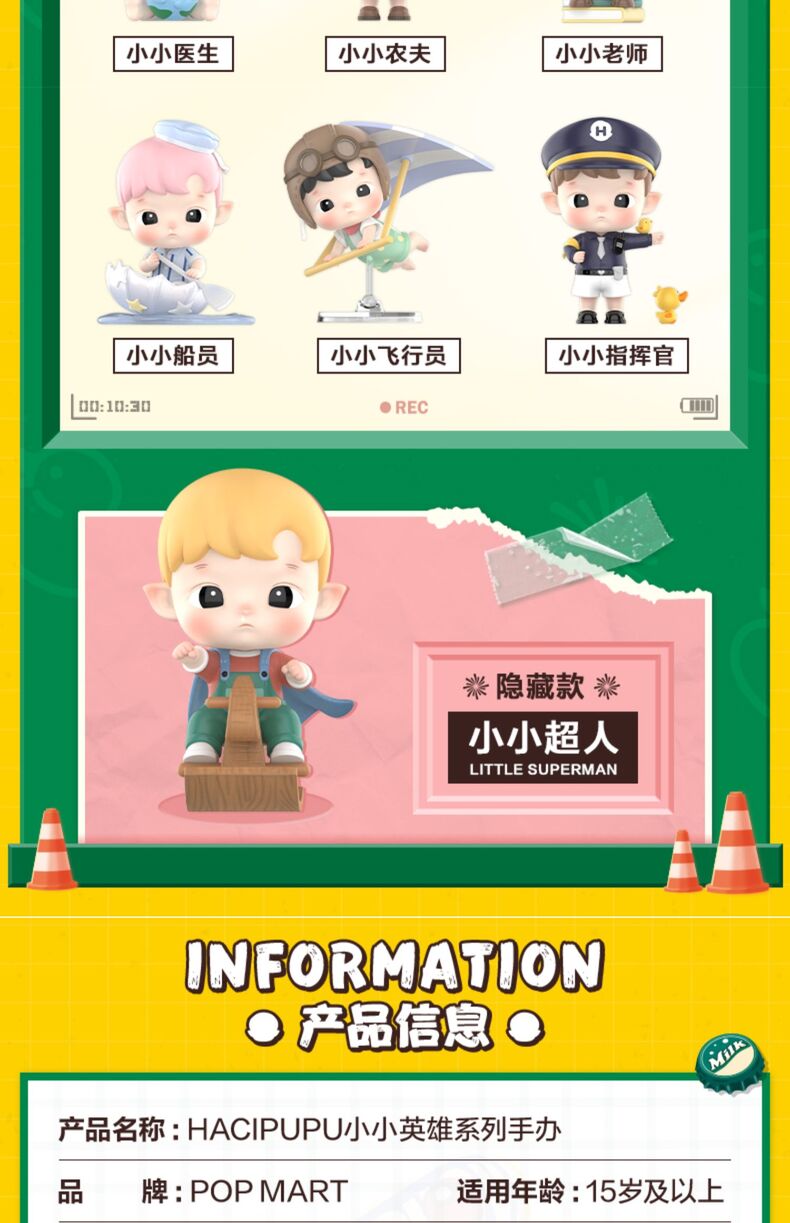 小小医生
小小农夫
小小老师
H
小小船员
小小飞行员
小小指挥官
00:10:30
REC
隐藏款
小小超人
LITTLE SUPERMAN
INFORMATION
产品信息
Milk
产品名称:HACIPUPU小小英雄系列手办
品 牌:POP MART
适用年龄:15岁及以上